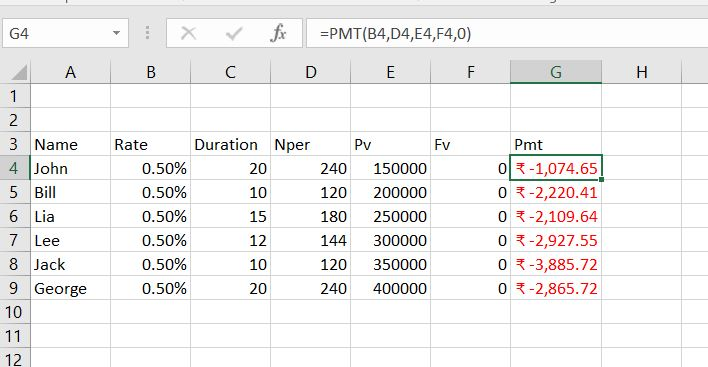 G4 fx =PMT(B4,D4,E4,F4,0)
A B C D E F G H
1
2
3 Name Rate Duration Nper Pv Fv Pmt
4 John 0.50% 20 240 150000 0 ₹ -1,074.65
5 Bill 0.50% 10 120 200000 0 ₹ -2,220.41
6 Lia 0.50% 15 180 250000 0 ₹ -2,109.64
7 Lee 0.50% 12 144 300000 0 ₹ -2,927.55
8 Jack 0.50% 10 120 350000 0 ₹ -3,885.72
9 George 0.50% 20 240 400000 0 ₹ -2,865.72
10
11
12